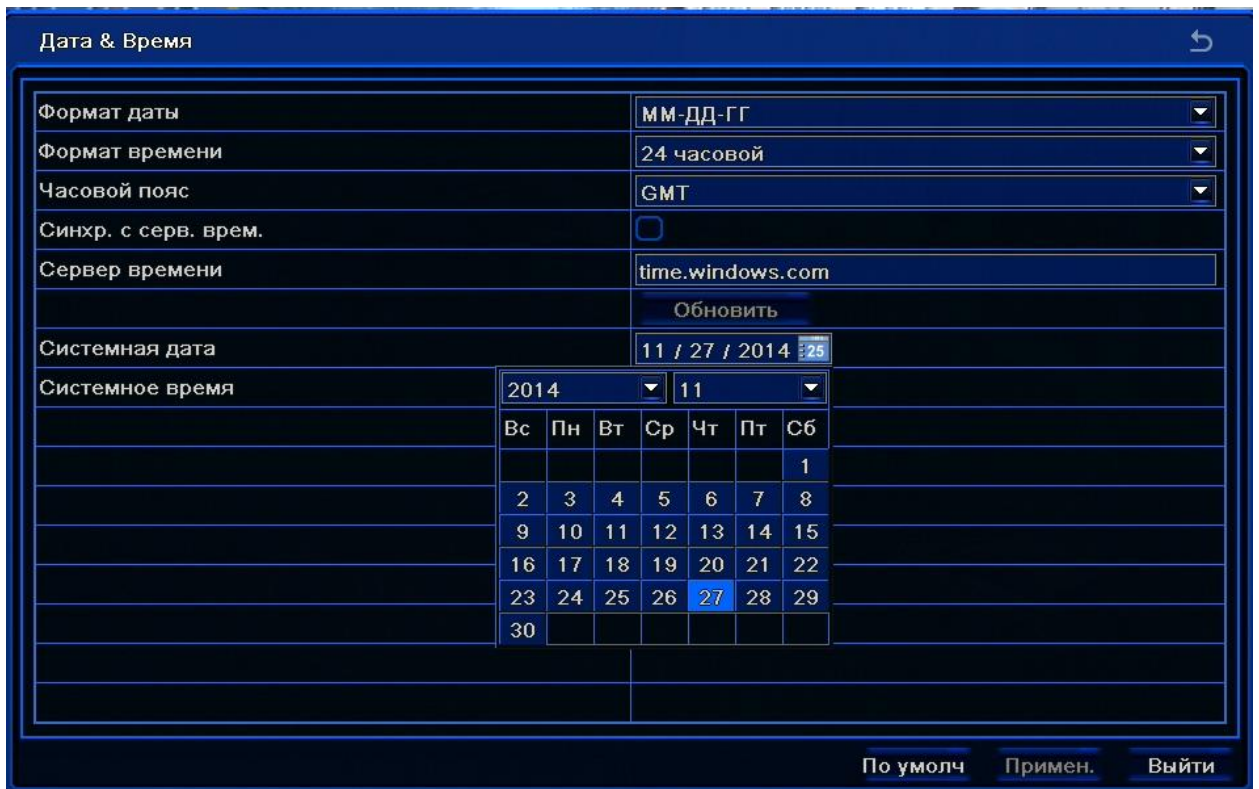 Дата & Время
Формат даты ММ-ДД-ГГ
Формат времени 24 часовой
Часовой пояс GMT
Синхр. с серв. врем.
Сервер времени time.windows.com
Обновить
Системная дата 11 / 27 / 2014 25
Системное время
2014 11
Вс Пн Вт Ср Чт Пт Сб
1
2 3 4 5 6 7 8
9 10 11 12 13 14 15
16 17 18 19 20 21 22
23 24 25 26 27 28 29
30
По умолч Примен. Выйти